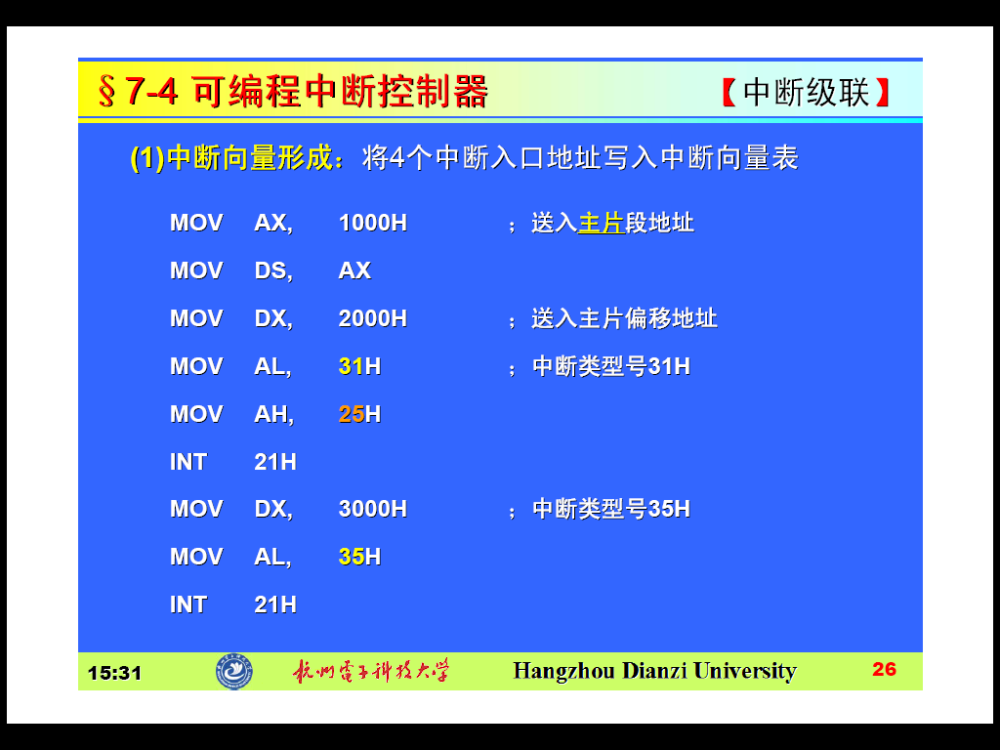 §7-4 可编程中断控制器 【中断级联】
(1)中断向量形成：将4个中断入口地址写入中断向量表
MOV AX, 1000H ；送入主片段地址
MOV DS, AX
MOV DX, 2000H ；送入主片偏移地址
MOV AL, 31H ；中断类型号31H
MOV AH, 25H
INT 21H
MOV DX, 3000H ；中断类型号35H
MOV AL, 35H
INT 21H
15:31 杭州电子科技大学 Hangzhou Dianzi University 26